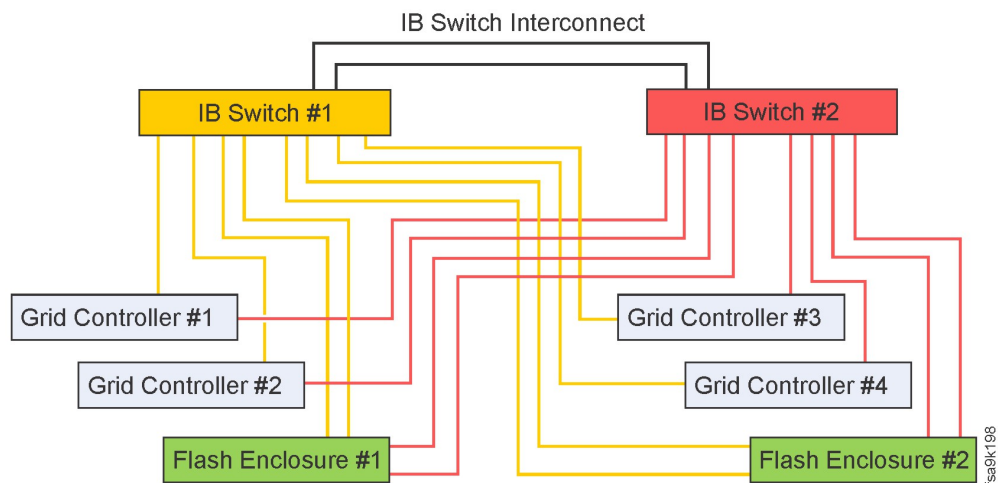 IB Switch Interconnect
IB Switch #1
IB Switch #2
Grid Controller #1
Grid Controller #3
Grid Controller #2
Grid Controller #4
Flash Enclosure #1
Flash Enclosure #2
fsa9k198